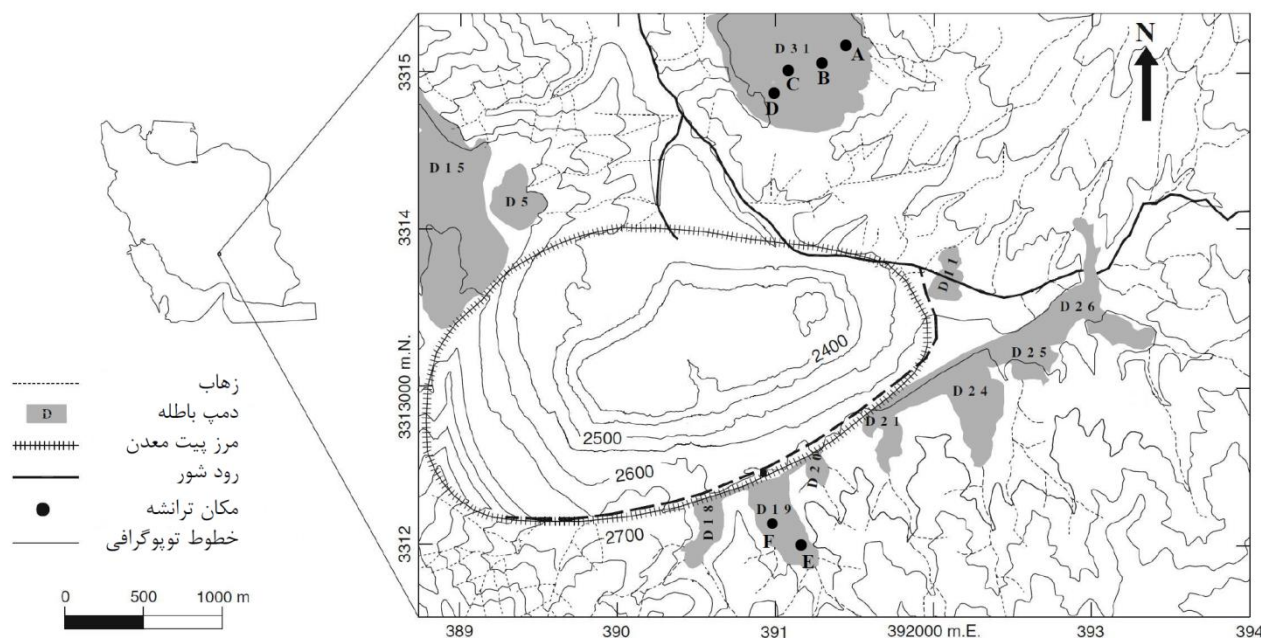 N
D 3 1
A
B
C
D
D 1 5
D 5
D 1 1
D 2 6
D 2 5
D 2 4
D 2 1
D 2 0
D 1 9
D 1 8
F
E
2400
2500
2600
2700
3315
3314
3313000 m.N.
3312
389
390
391
392000 m.E.
393
394
زهاب
D
دمپ باطله
مرز پیت معدن
رود شور
مکان ترانشه
خطوط توپوگرافی
0 500 1000 m